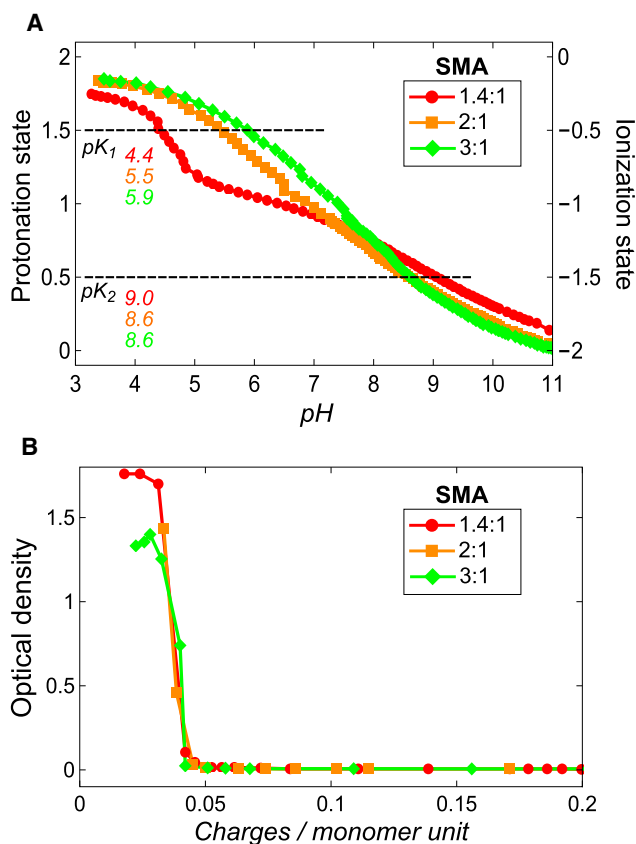 A
SMA
1.4:1
2:1
3:1
Protonation state
2
1.5
1
0.5
0
Ionization state
0
−0.5
−1
−1.5
−2
pK1
4.4
5.5
5.9
pK2
9.0
8.6
8.6
3 4 5 6 7 8 9 10 11
pH
B
SMA
1.4:1
2:1
3:1
Optical density
1.5
1
0.5
0
0 0.05 0.1 0.15 0.2
Charges / monomer unit